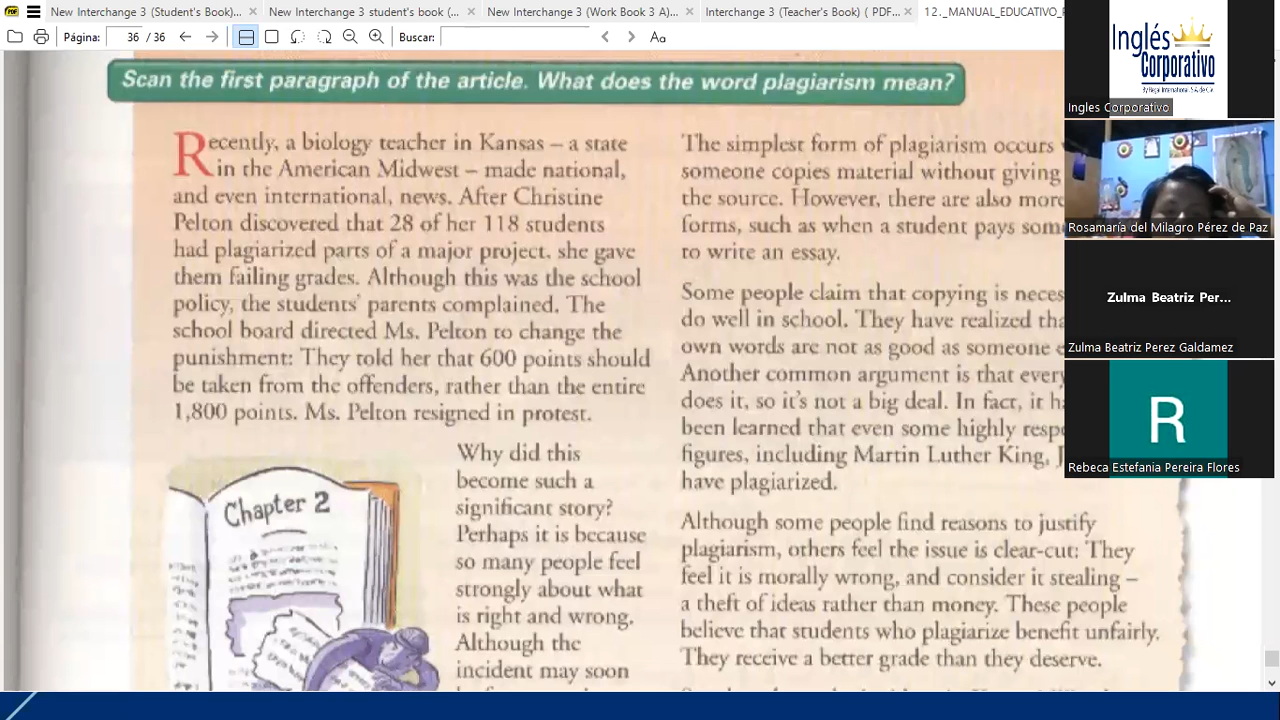 New Interchange 3 (Student's Book)...
New Interchange 3 student's book (...
New Interchange 3 (Work Book 3 A)...
Interchange 3 (Teacher's Book) ( PDF...
12._MANUAL_EDUCATIVO_
Página:
36 / 36
Buscar:
Aa
Scan the first paragraph of the article. What does the word plagiarism mean?
Recently, a biology teacher in Kansas – a state
in the American Midwest – made national,
and even international, news. After Christine
Pelton discovered that 28 of her 118 students
had plagiarized parts of a major project, she gave
them failing grades. Although this was the school
policy, the students' parents complained. The
school board directed Ms. Pelton to change the
punishment: They told her that 600 points should
be taken from the offenders, rather than the entire
1,800 points. Ms. Pelton resigned in protest.
Chapter 2
Why did this
become such a
significant story?
Perhaps it is because
so many people feel
strongly about what
is right and wrong.
Although the
incident may soon
The simplest form of plagiarism occurs
someone copies material without giving
the source. However, there are also more
forms, such as when a student pays som
to write an essay.
Some people claim that copying is neces
do well in school. They have realized tha
own words are not as good as someone e
Another common argument is that every
does it, so it's not a big deal. In fact, it ha
been learned that even some highly respe
figures, including Martin Luther King, J
have plagiarized.
Although some people find reasons to justify
plagiarism, others feel the issue is clear-cut: They
feel it is morally wrong, and consider it stealing –
a theft of ideas rather than money. These people
believe that students who plagiarize benefit unfairly.
They receive a better grade than they deserve.
Inglés
Corporativo
Ingles Corporativo
Rosamaría del Milagro Pérez de Paz
Zulma Beatriz Per...
Zulma Beatriz Perez Galdamez
R
Rebeca Estefania Pereira Flores